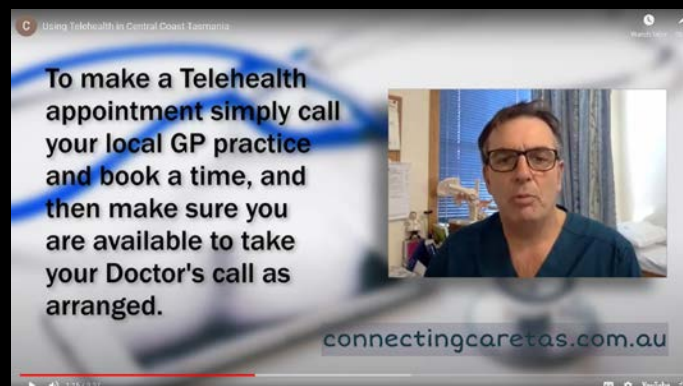 C Using Telehealth in Central Coast Tasmania
To make a Telehealth
appointment simply call
your local GP practice
and book a time, and
then make sure you
are available to take
your Doctor's call as
arranged.
connectingcaretas.com.au
YouTube